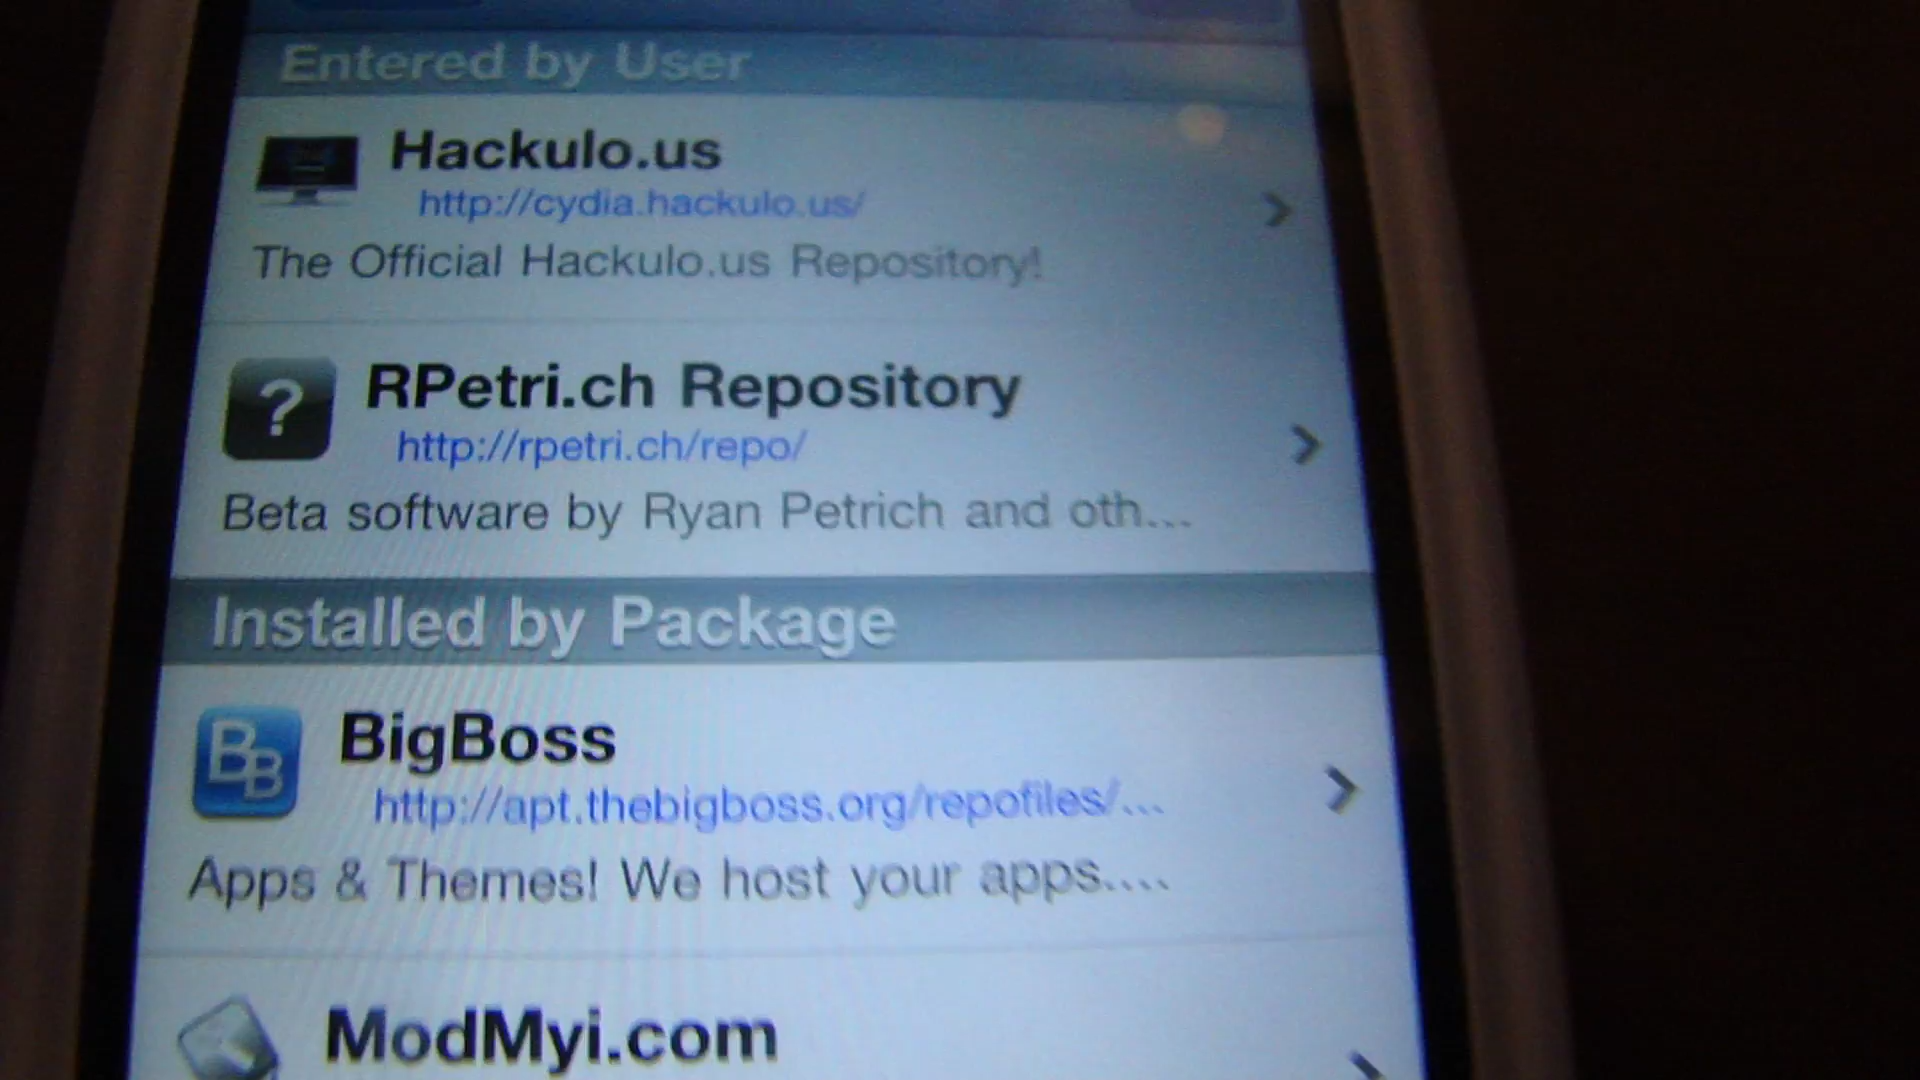 Entered by User
Hackulo.us
http://cydia.hackulo.us/
The Official Hackulo.us Repository!
?
RPetri.ch Repository
http://rpetri.ch/repo/
Beta software by Ryan Petrich and oth...
Installed by Package
BB
BigBoss
http://apt.thebigboss.org/repofiles/...
Apps & Themes! We host your apps....
ModMyi.com